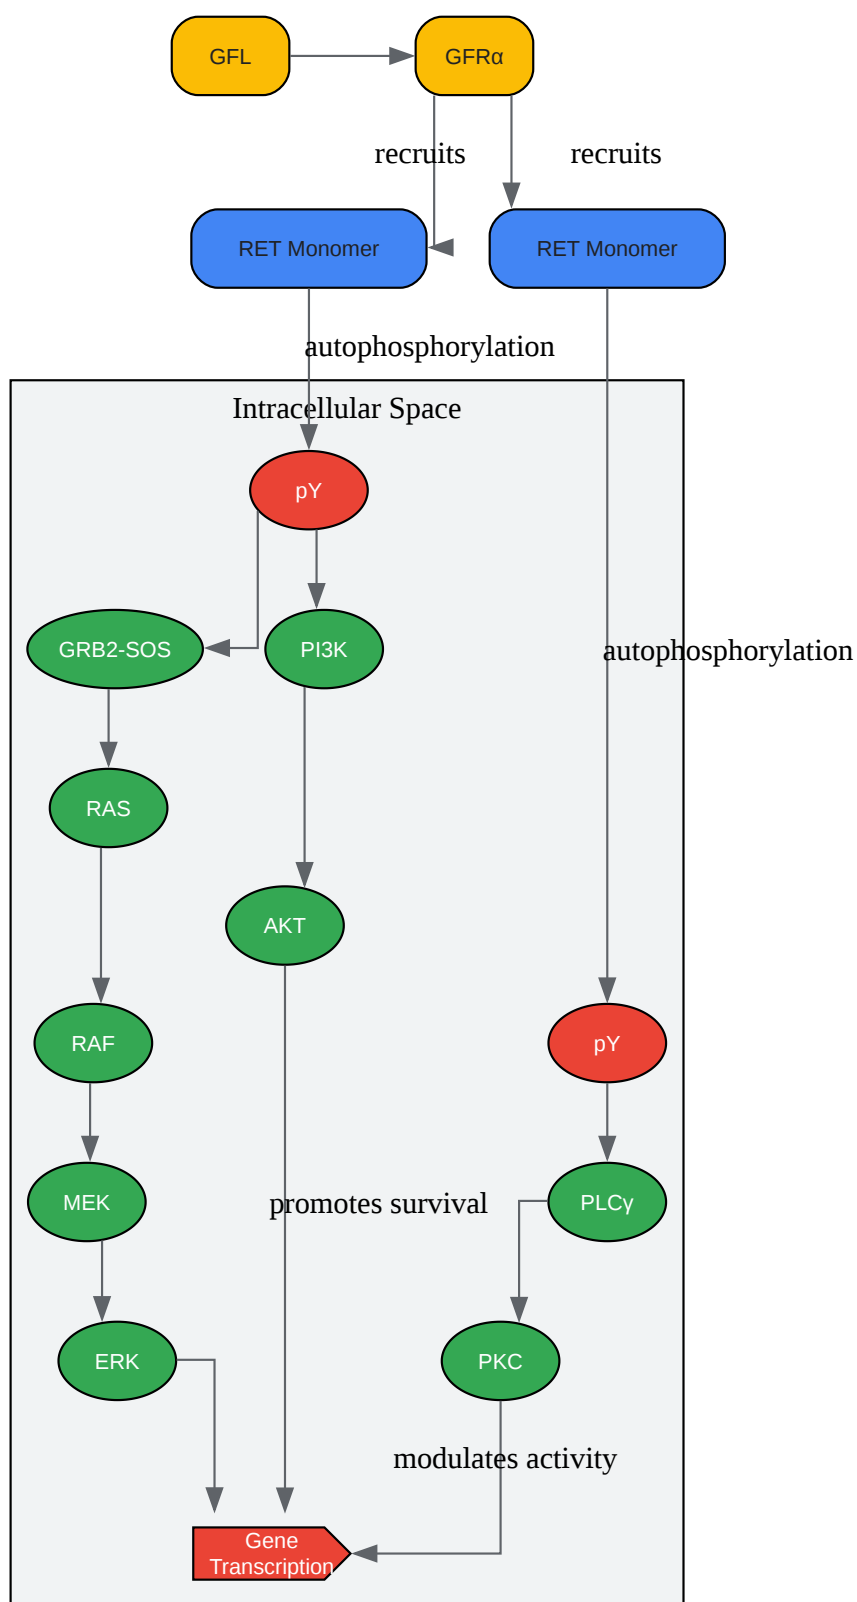 GFL
GFRα
recruits
recruits
RET Monomer
RET Monomer
autophosphorylation
Intracellular Space
pY
GRB2-SOS
PI3K
autophosphorylation
RAS
AKT
RAF
pY
MEK
promotes survival
PLCγ
ERK
PKC
modulates activity
Gene
Transcription